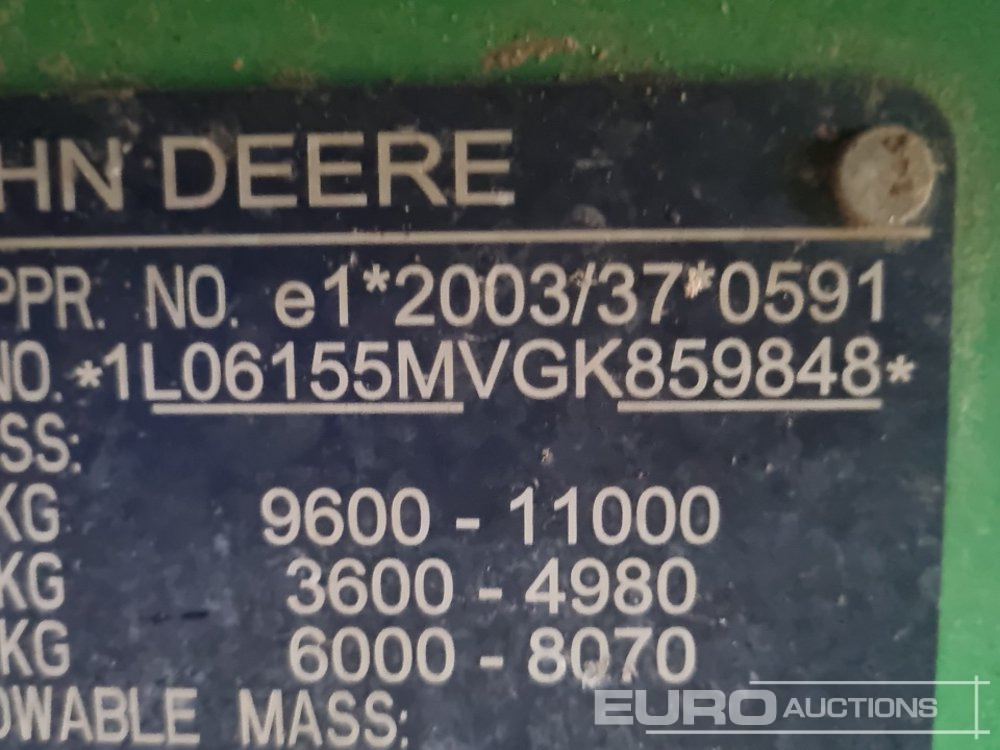 HN DEERE
PPR. NO. e1*2003/37*0591
NO. *1L06155MVGK859848*
SS:
KG 9600 - 11000
KG 3600 - 4980
KG 6000 - 8070
OWABLE MASS:
EURO AUCTIONS